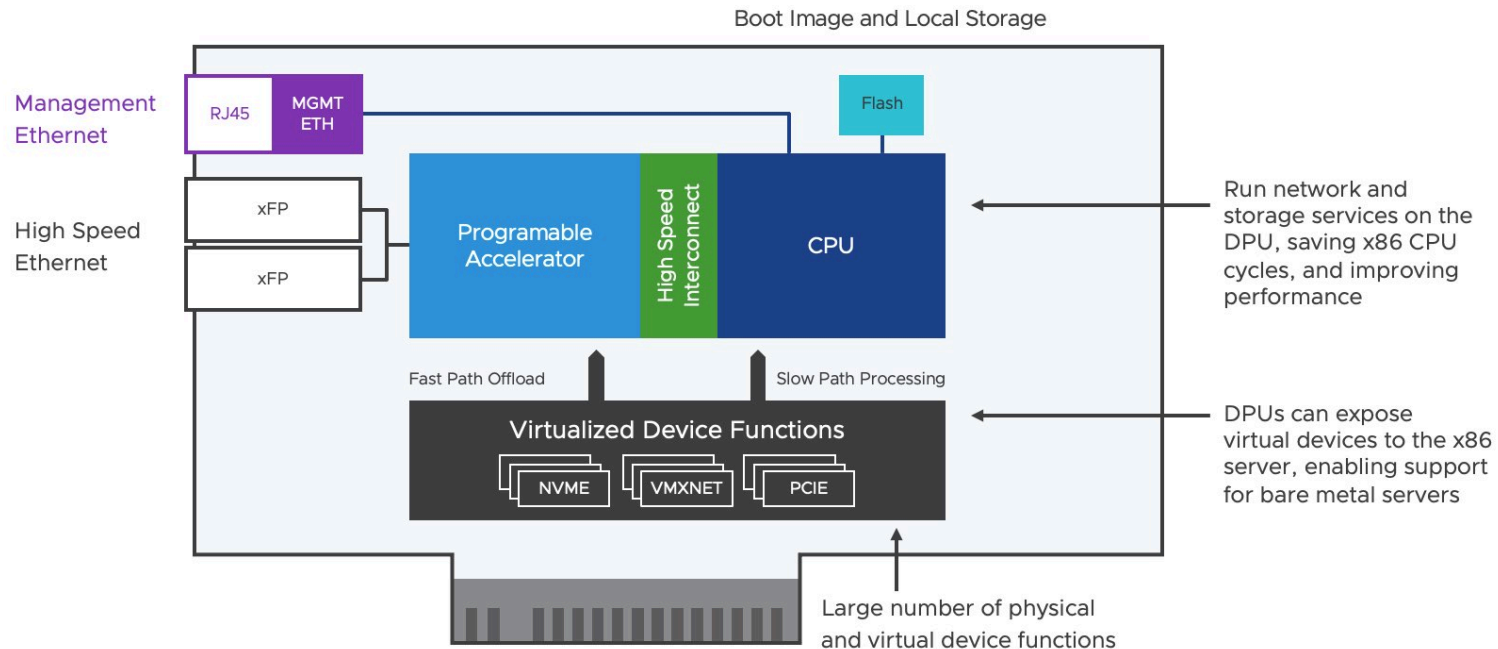 Boot Image and Local Storage
Management
Ethernet
RJ45
MGMT
ETH
Flash
High Speed
Ethernet
xFP
xFP
Programable
Accelerator
High Speed
Interconnect
CPU
Run network and
storage services on the
DPU, saving x86 CPU
cycles, and improving
performance
Fast Path Offload
Slow Path Processing
Virtualized Device Functions
NVME
VMXNET
PCIE
DPUs can expose
virtual devices to the x86
server, enabling support
for bare metal servers
Large number of physical
and virtual device functions